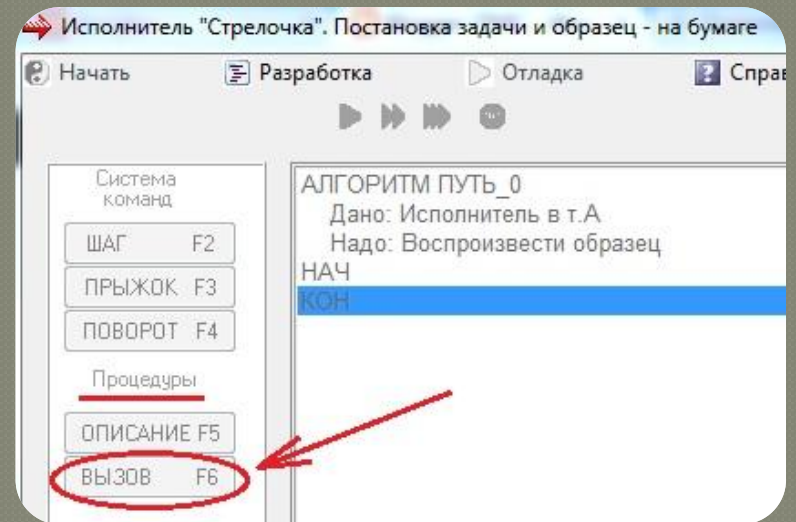 Исполнитель "Стрелочка". Постановка задачи и образец - на бумаге
Начать Разработка Отладка Справ
Система
команд
ШАГ F2
ПРЫЖОК F3
ПОВОРОТ F4
Процедуры
ОПИСАНИЕ F5
ВЫЗОВ F6
АЛГОРИТМ ПУТЬ_0
Дано: Исполнитель в т.А
Надо: Воспроизвести образец
НАЧ
КОН